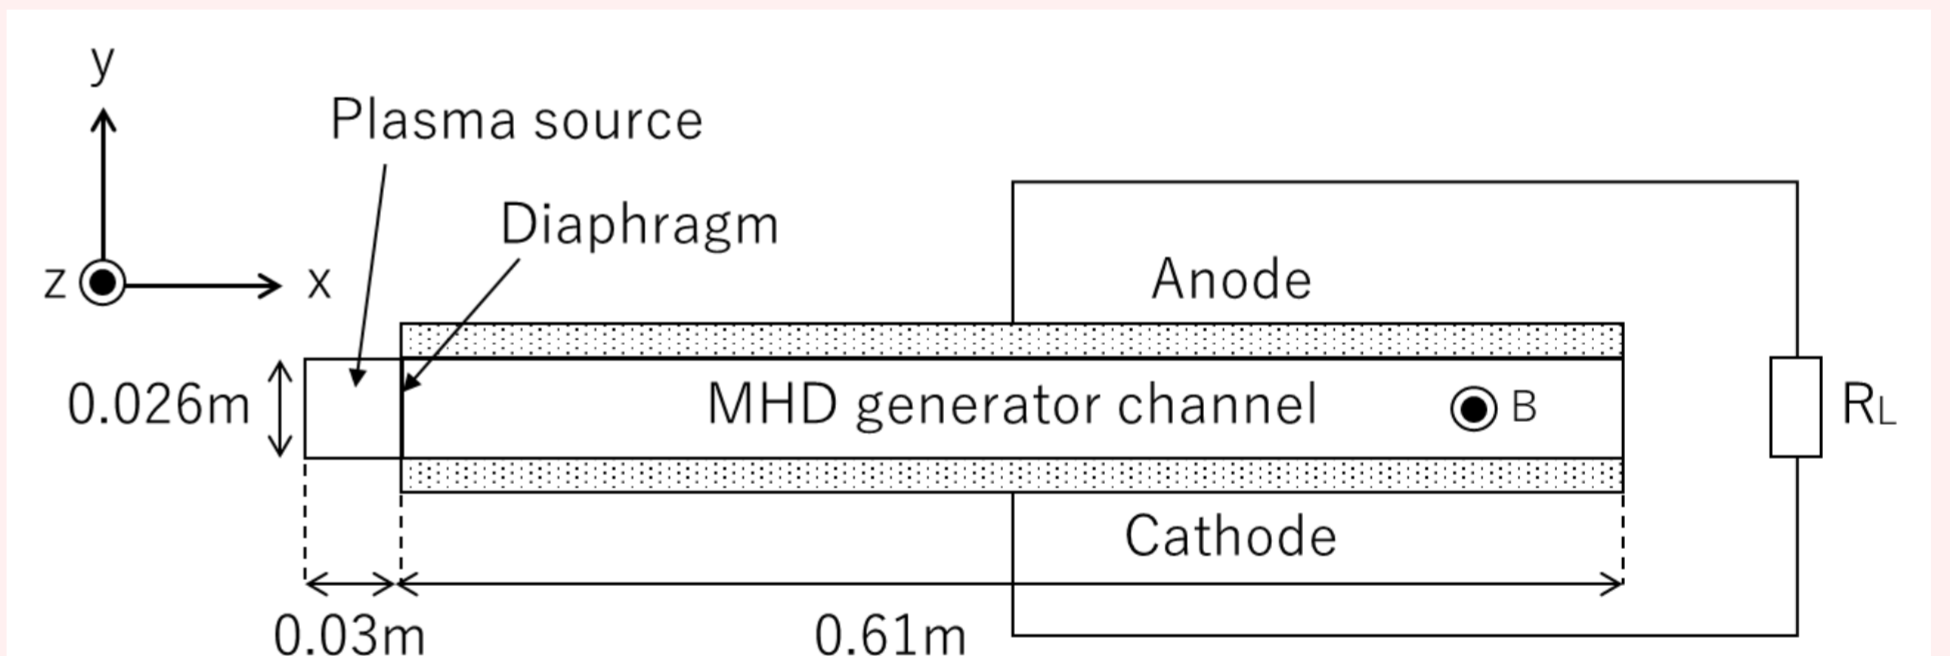 y
Plasma source
Diaphragm
z
x
Anode
0.026m
MHD generator channel
B
RL
Cathode
0.03m
0.61m